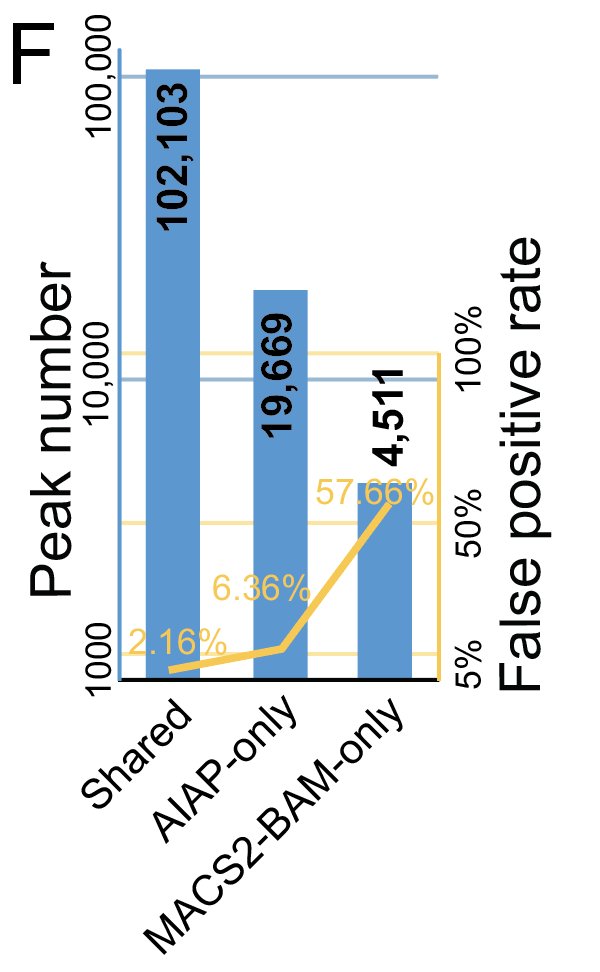 F
Peak number
100,000
10,000
1000
102,103
19,669
4,511
2.16%
6.36%
57.66%
100%
50%
5%
False positive rate
Shared
AIAP-only
MACS2-BAM-only